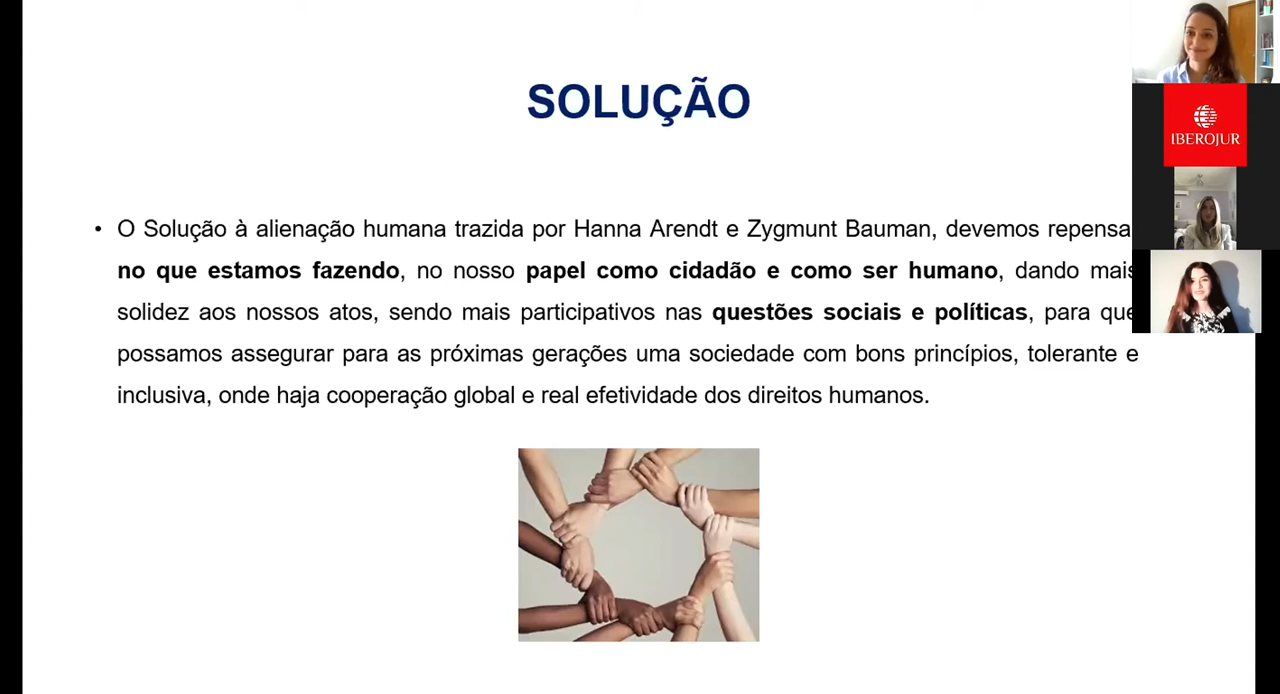 SOLUÇÃO
IBEROJUR
• O Solução à alienação humana trazida por Hanna Arendt e Zygmunt Bauman, devemos repensa
no que estamos fazendo, no nosso papel como cidadão e como ser humano, dando mais
solidez aos nossos atos, sendo mais participativos nas questões sociais e políticas, para que
possamos assegurar para as próximas gerações uma sociedade com bons princípios, tolerante e
inclusiva, onde haja cooperação global e real efetividade dos direitos humanos.